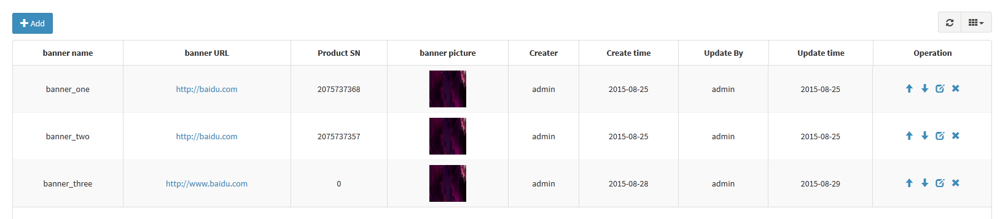 Add
banner name banner URL Product SN banner picture Creater Create time Update By Update time Operation
banner_one http://baidu.com 2075737368 admin 2015-08-25 admin 2015-08-25
banner_two http://baidu.com 2075737357 admin 2015-08-25 admin 2015-08-25
banner_three http://www.baidu.com 0 admin 2015-08-28 admin 2015-08-29